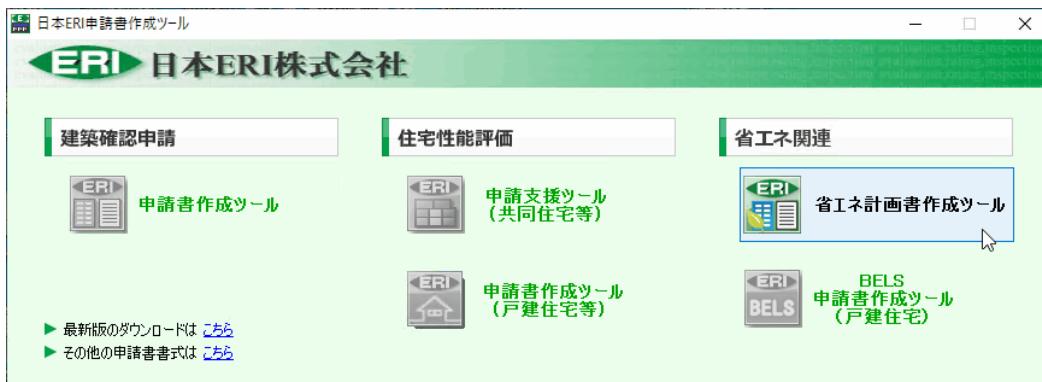 日本ERI申請書作成ツール
ERI 日本ERI株式会社
建築確認申請
住宅性能評価
省エネ関連
ERI
申請書作成ツール
ERI
申請支援ツール
(共同住宅等)
ERI
省エネ計画書作成ツール
ERI
申請書作成ツール
(戸建住宅等)
ERI
BELS
BELS
申請書作成ツール
(戸建住宅)
最新版のダウンロードは こちら
その他の申請書書式は こちら